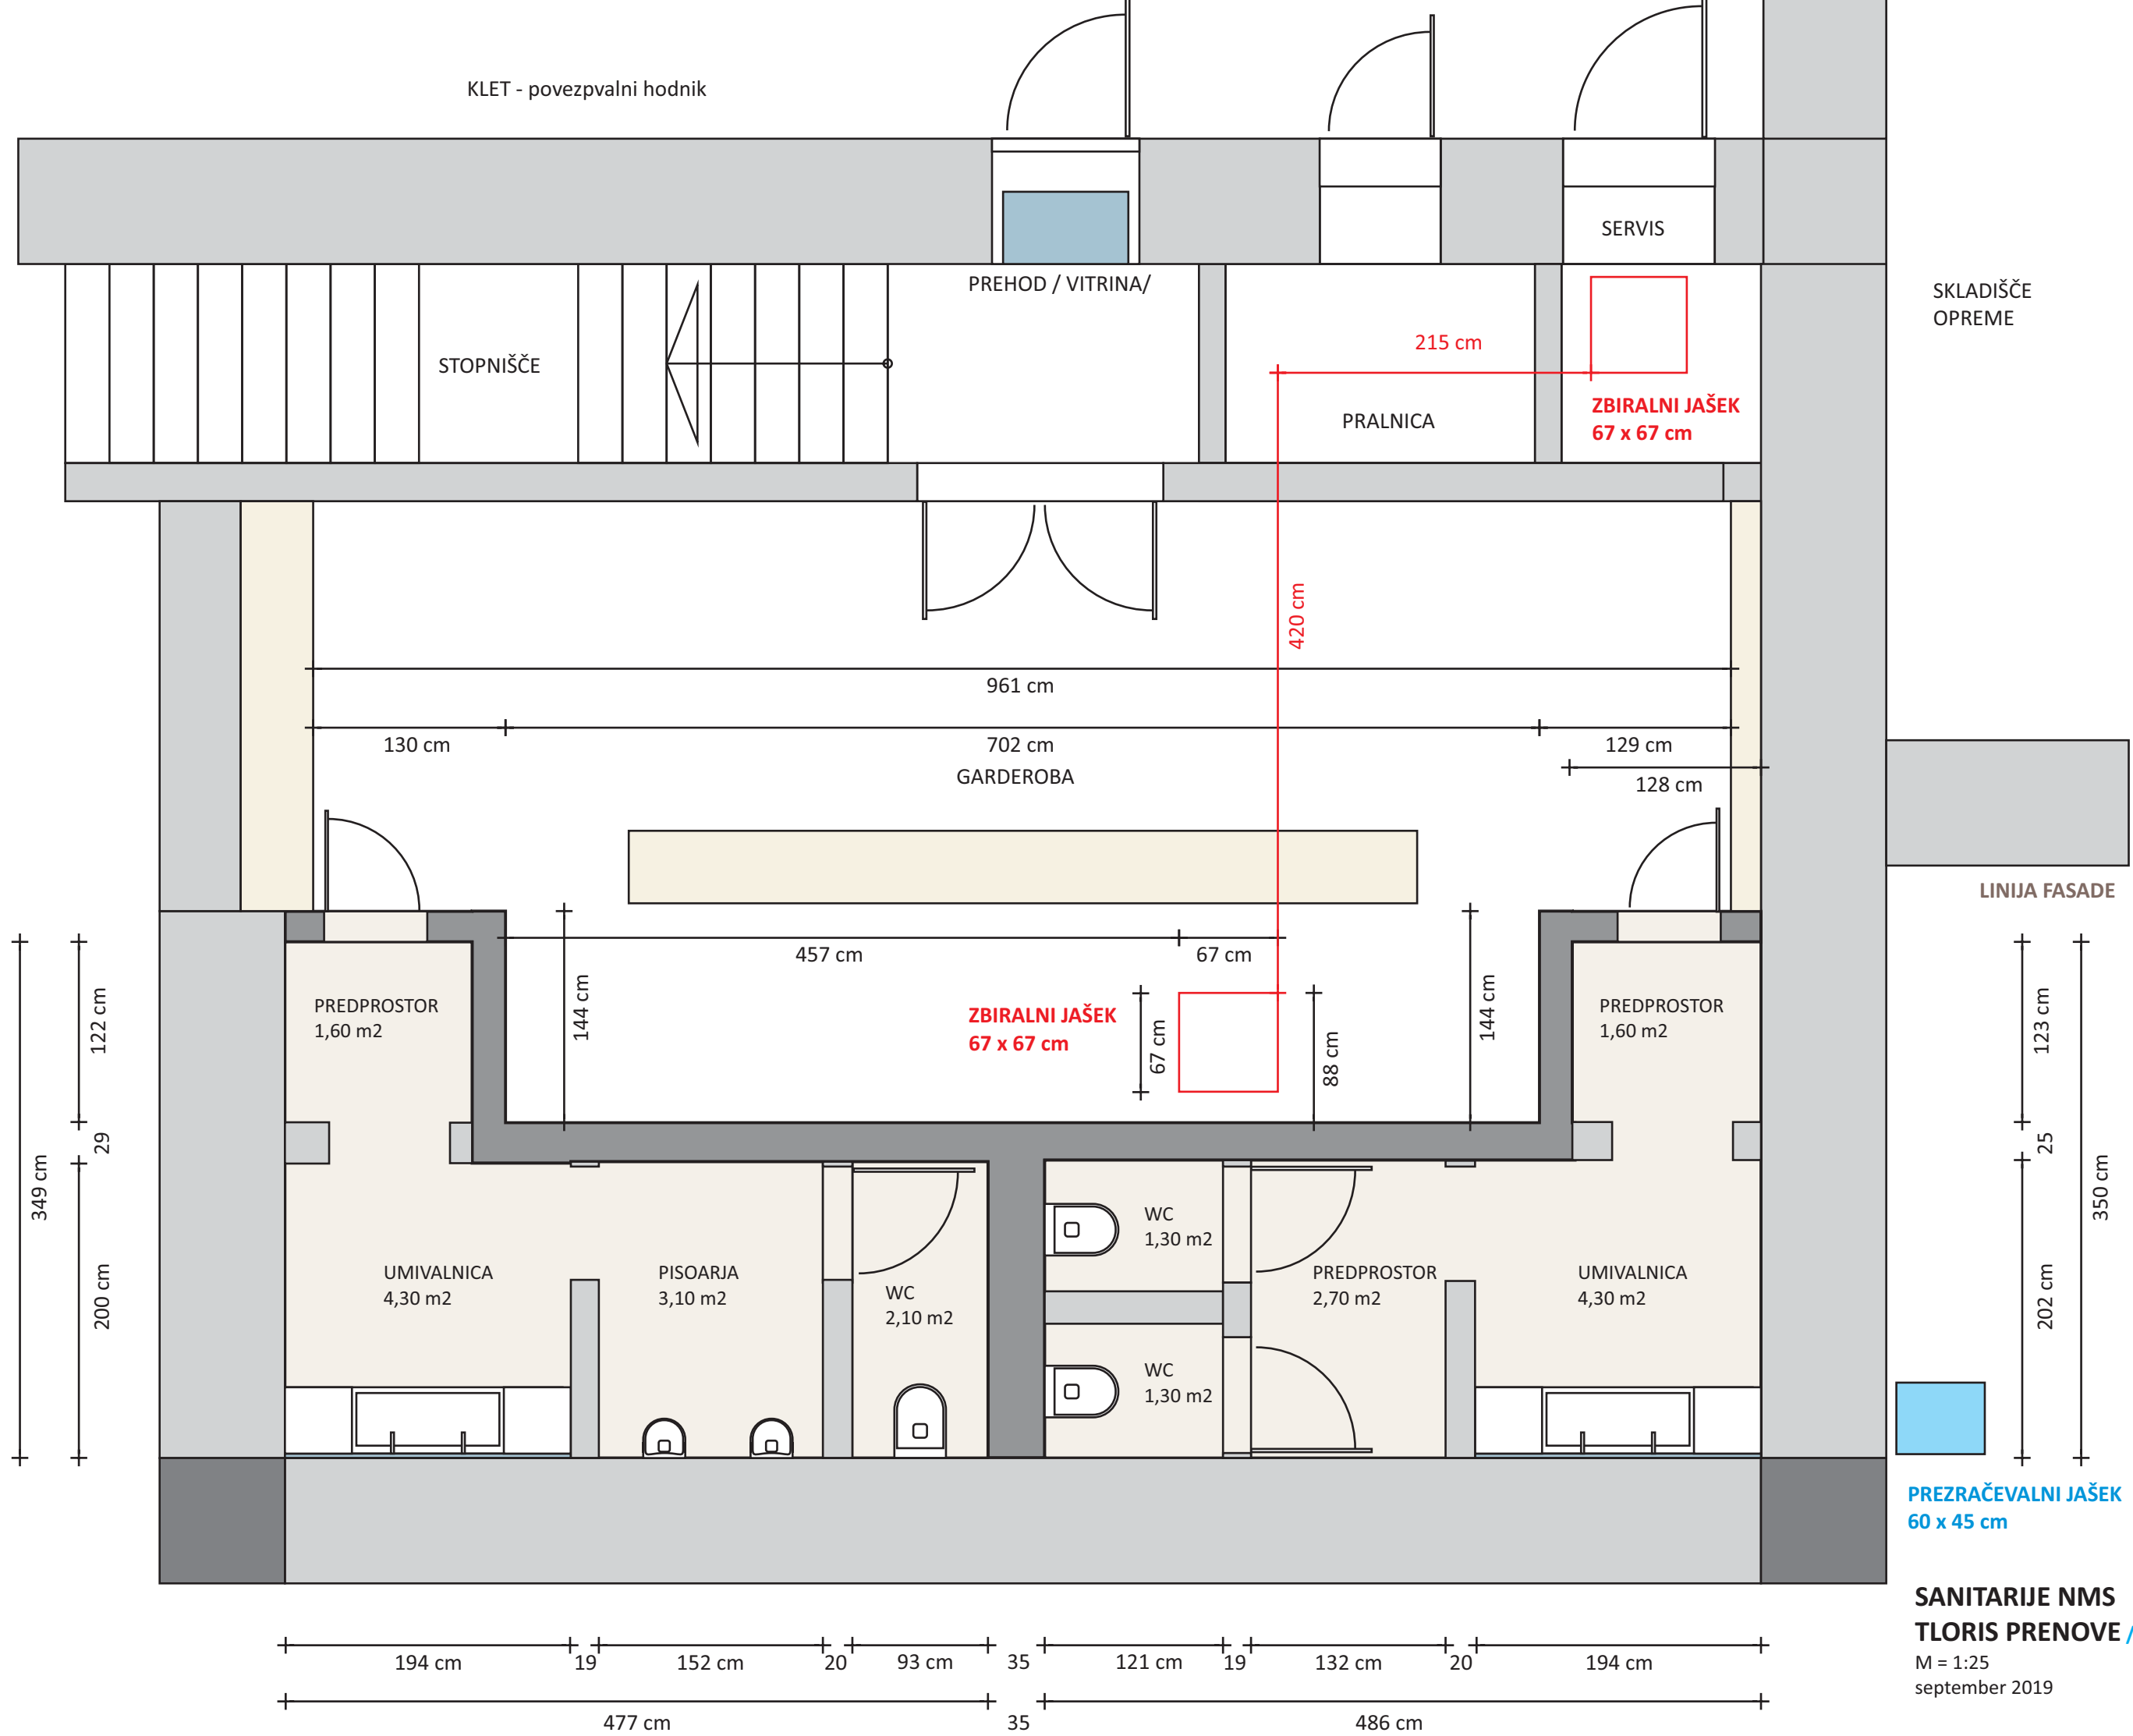 KLET - povezpvalni hodnik
SERVIS
PREHOD / VITRINA/
SKLADIŠČE
OPREME
STOPNIŠČE
215 cm
ZBIRALNI JAŠEK
67 x 67 cm
PRALNICA
420 cm
961 cm
130 cm
702 cm
129 cm
GARDEROBA
128 cm
LINIJA FASADE
457 cm
67 cm
144 cm
144 cm
PREDPROSTOR
1,60 m2
ZBIRALNI JAŠEK
67 x 67 cm
67 cm
88 cm
PREDPROSTOR
1,60 m2
122 cm
29
349 cm
200 cm
123 cm
25
350 cm
202 cm
UMIVALNICA
4,30 m2
PISOARJA
3,10 m2
WC
2,10 m2
WC
1,30 m2
WC
1,30 m2
PREDPROSTOR
2,70 m2
UMIVALNICA
4,30 m2
PREZRAČEVALNI JAŠEK
60 x 45 cm
SANITARIJE NMS
TLORIS PRENOVE /
M = 1:25
september 2019
194 cm
19
152 cm
20
93 cm
35
121 cm
19
132 cm
20
194 cm
477 cm
35
486 cm